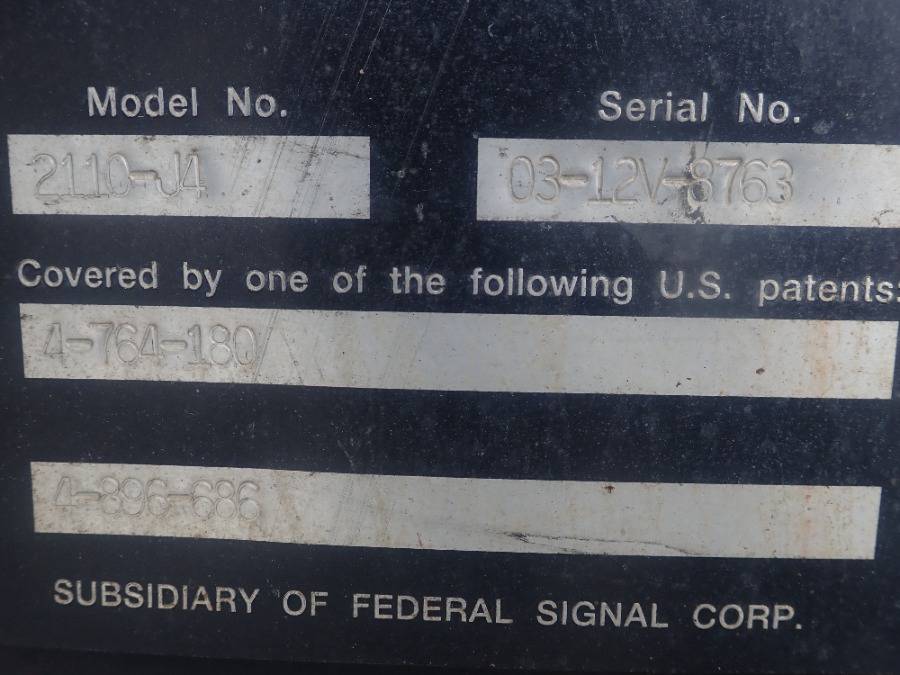 Model No. Serial No.
2110-J4 03-12V-8763
Covered by one of the following U.S. patents:
4-764-180/
4-896-686
SUBSIDIARY OF FEDERAL SIGNAL CORP.